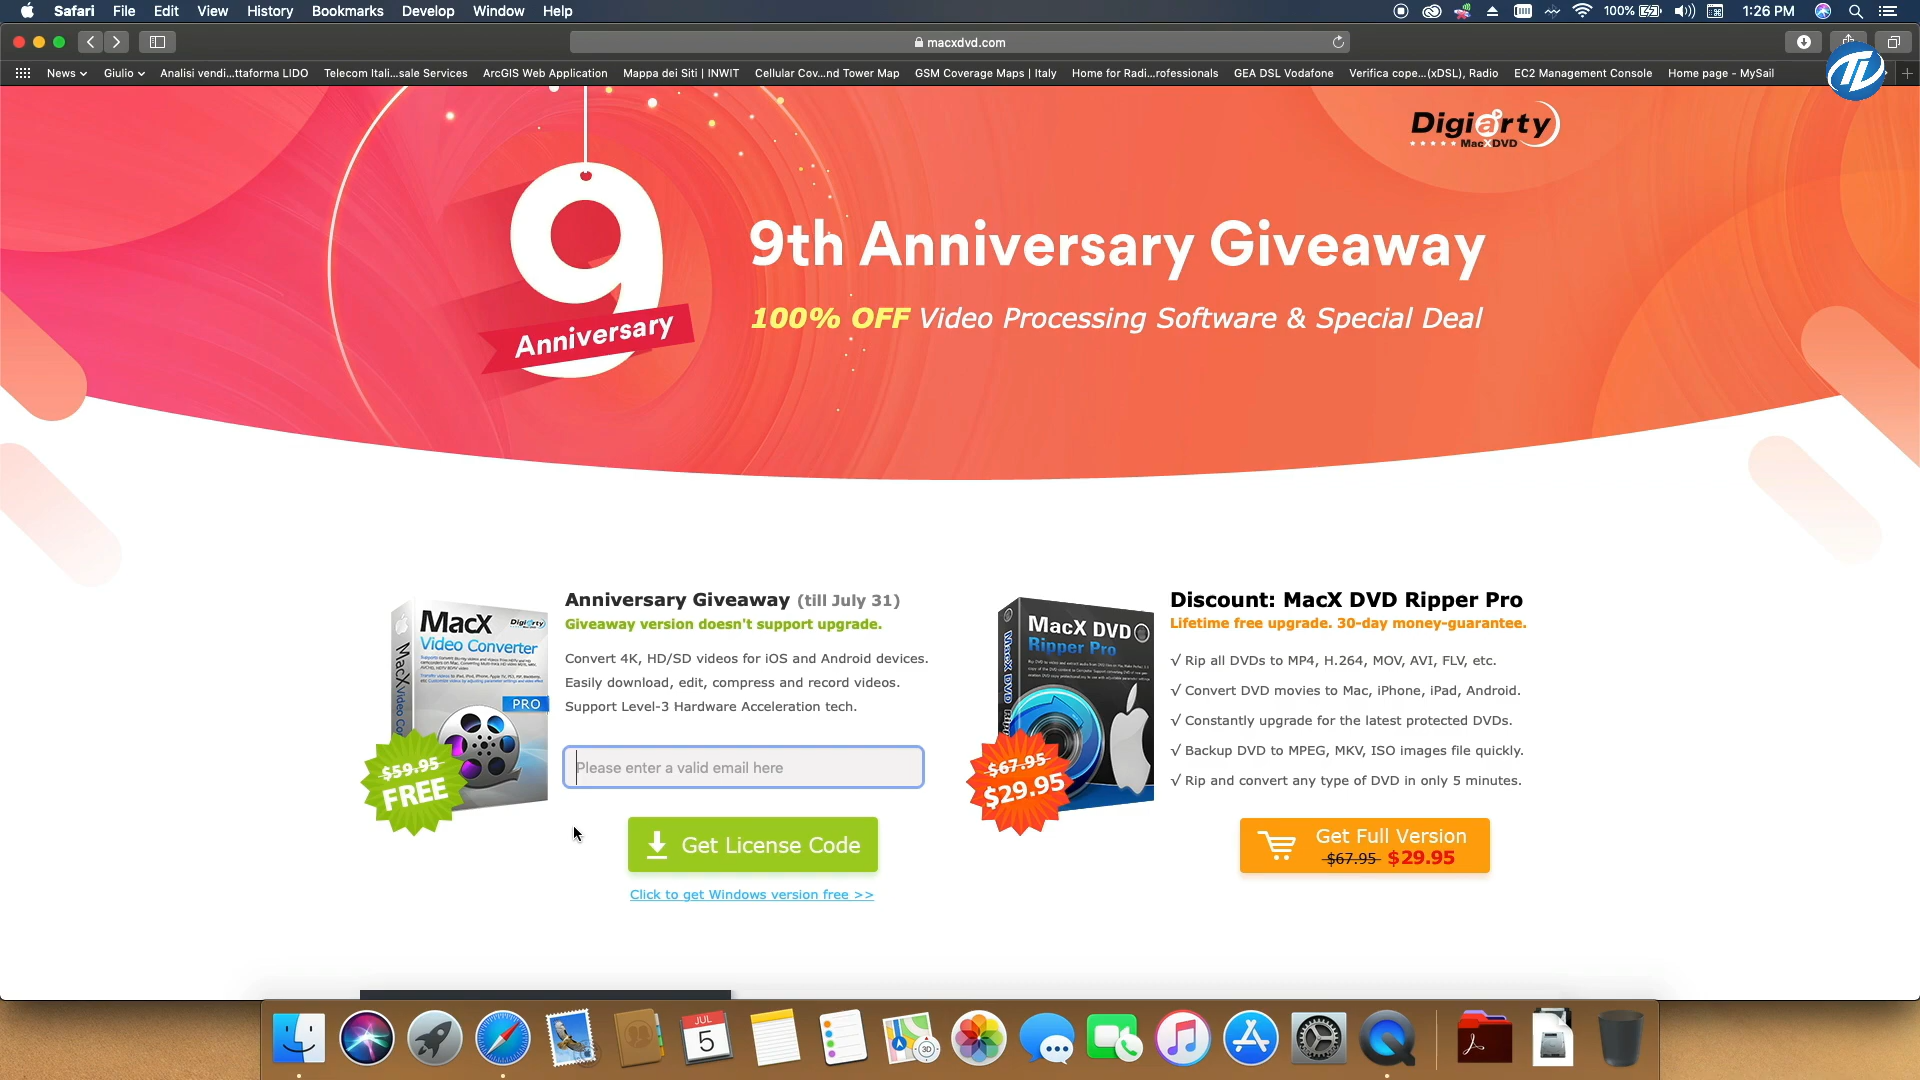 Safari File Edit View History Bookmarks Develop Window Help
100% 1:26 PM
macxdvd.com
News Giulio Analisi vendi...ttaforma LIDO Telecom Itali...sale Services ArcGIS Web Application Mappa dei Siti | INWIT Cellular Cov...nd Tower Map GSM Coverage Maps | Italy Home for Radi...rofessionals GEA DSL Vodafone Verifica cope...(xDSL), Radio EC2 Management Console Home page - MySail
TL
Digiarty
MacXDVD
9
Anniversary
9th Anniversary Giveaway
100% OFF Video Processing Software & Special Deal
MacX
Digiarty
Video Converter
MacX Video Co
PRO
$59.95
FREE
Anniversary Giveaway (till July 31)
Giveaway version doesn't support upgrade.
Convert 4K, HD/SD videos for iOS and Android devices.
Easily download, edit, compress and record videos.
Support Level-3 Hardware Acceleration tech.
Please enter a valid email here
Get License Code
Click to get Windows version free >>
MacX DVD
Ripper Pro
MacX DVD Ripp
$67.95
$29.95
Discount: MacX DVD Ripper Pro
Lifetime free upgrade. 30-day money-guarantee.
√ Rip all DVDs to MP4, H.264, MOV, AVI, FLV, etc.
√ Convert DVD movies to Mac, iPhone, iPad, Android.
√ Constantly upgrade for the latest protected DVDs.
√ Backup DVD to MPEG, MKV, ISO images file quickly.
√ Rip and convert any type of DVD in only 5 minutes.
Get Full Version
$67.95 $29.95
JUL
5
3D